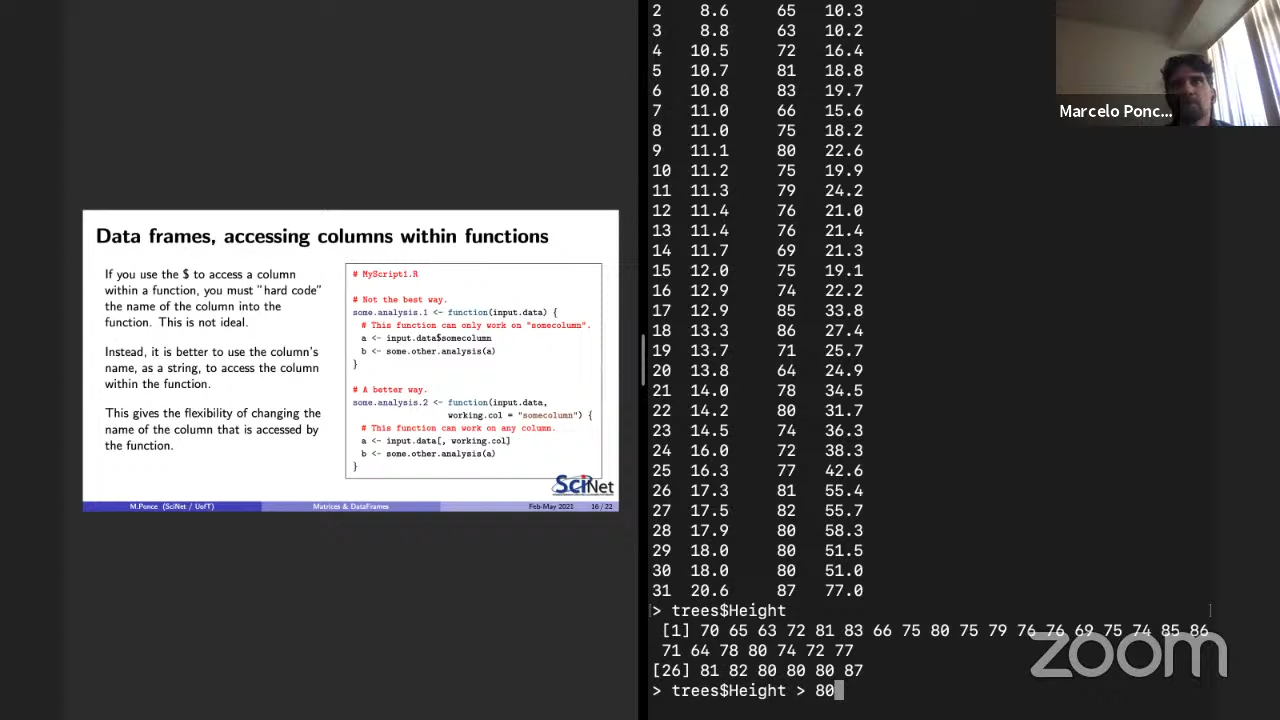 Data frames, accessing columns within functions
If you use the $ to access a column
within a function, you must "hard code"
the name of the column into the
function. This is not ideal.
Instead, it is better to use the column's
name, as a string, to access the column
within the function.
This gives the flexibility of changing the
name of the column that is accessed by
the function.
# MyScript1.R
# Not the best way.
some.analysis.1 <- function(input.data) {
# This function can only work on "somecolumn".
a <- input.data$somecolumn
b <- some.other.analysis(a)
}
# A better way.
some.analysis.2 <- function(input.data,
working.col = "somecolumn") {
# This function can work on any column.
a <- input.data[, working.col]
b <- some.other.analysis(a)
}
SciNet
M.Ponce (SciNet / UofT) Matrices & DataFrames Feb-May 2021 16 / 22
2 8.6 65 10.3
3 8.8 63 10.2
4 10.5 72 16.4
5 10.7 81 18.8
6 10.8 83 19.7
7 11.0 66 15.6
8 11.0 75 18.2
9 11.1 80 22.6
10 11.2 75 19.9
11 11.3 79 24.2
12 11.4 76 21.0
13 11.4 76 21.4
14 11.7 69 21.3
15 12.0 75 19.1
16 12.9 74 22.2
17 12.9 85 33.8
18 13.3 86 27.4
19 13.7 71 25.7
20 13.8 64 24.9
21 14.0 78 34.5
22 14.2 80 31.7
23 14.5 74 36.3
24 16.0 72 38.3
25 16.3 77 42.6
26 17.3 81 55.4
27 17.5 82 55.7
28 17.9 80 58.3
29 18.0 80 51.5
30 18.0 80 51.0
31 20.6 87 77.0
> trees$Height
[1] 70 65 63 72 81 83 66 75 80 75 79 76 76 69 75 74 85 86
71 64 78 80 74 72 77
[26] 81 82 80 80 80 87
> trees$Height > 80
Marcelo Ponc...
zoom